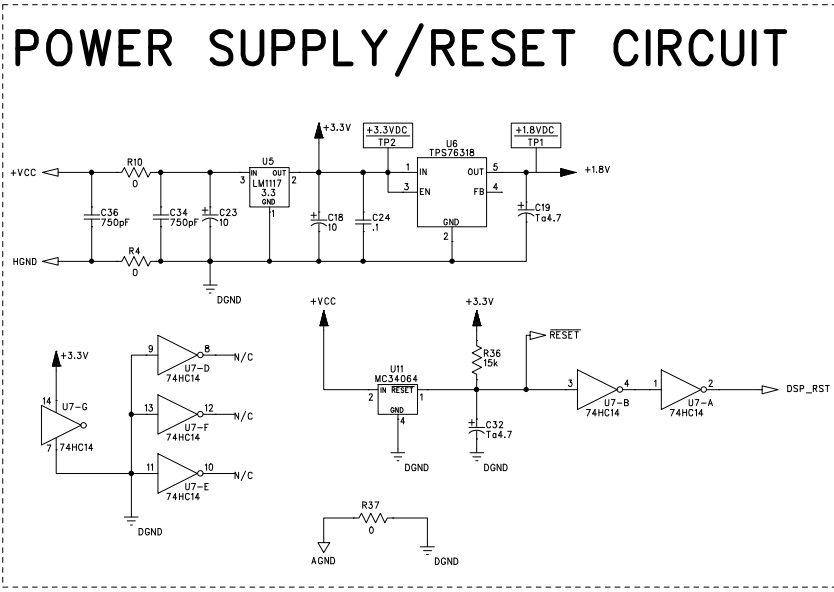 POWER SUPPLY/RESET CIRCUIT
+3.3V
+3.3VDC
TP2
U6
TPS76318
+1.8VDC
TP1
+VCC
R10
0
U5
3 IN OUT 2
LM1117
3.3
GND
1
1 IN OUT 5
3 EN FB 4
GND
2
+1.8V
C36
750pF
C34
750pF
+ C23
10
+ C18
10
C24
.1
+ C19
Ta4.7
HGND
R4
0
DGND
+VCC
+3.3V
RESET
R36
15k
U11
MC34064
2 IN RESET 1
GND
4
+ C32
Ta4.7
DGND
DGND
3 4
U7-B
74HC14
1 2
U7-A
74HC14
DSP_RST
+3.3V
14 U7-G
7 74HC14
9 8 N/C
U7-D
74HC14
13 12 N/C
U7-F
74HC14
11 10 N/C
U7-E
74HC14
DGND
R37
0
AGND
DGND